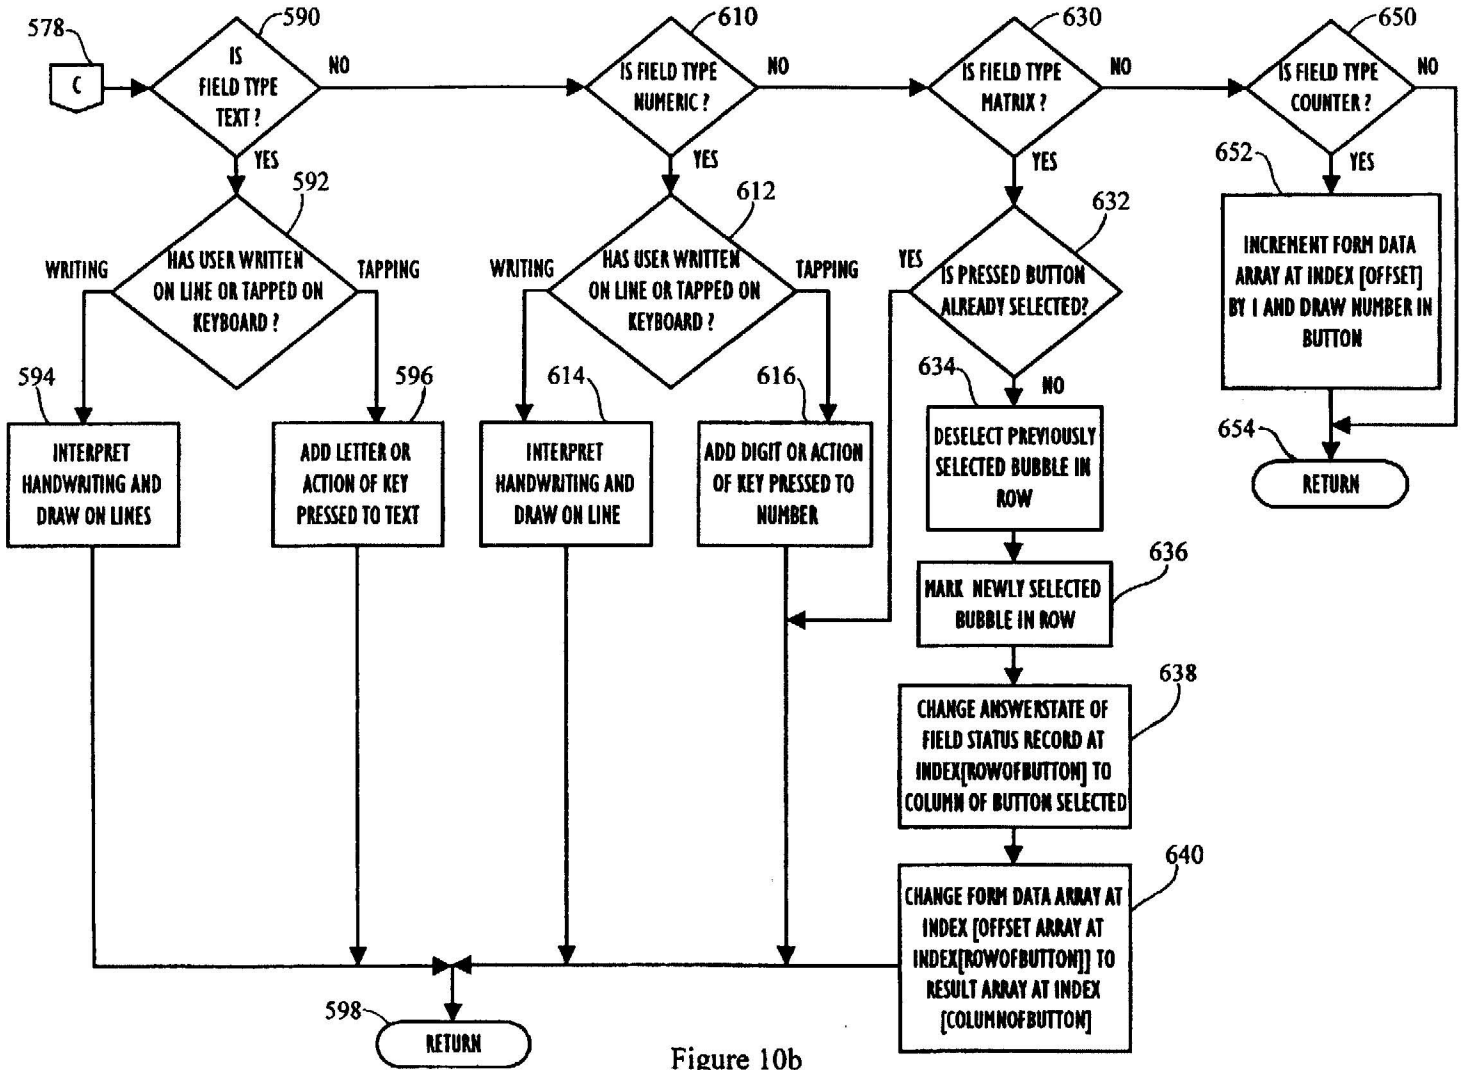 578
C
590
IS
FIELD TYPE
TEXT ?
NO
YES
610
IS FIELD TYPE
NUMERIC ?
NO
YES
630
IS FIELD TYPE
MATRIX ?
NO
YES
650
IS FIELD TYPE
COUNTER ?
NO
YES
592
HAS USER WRITTEN
ON LINE OR TAPPED ON
KEYBOARD ?
WRITING
TAPPING
612
HAS USER WRITTEN
ON LINE OR TAPPED ON
KEYBOARD ?
WRITING
TAPPING
632
IS PRESSED BUTTON
ALREADY SELECTED?
YES
NO
652
INCREMENT FORM DATA
ARRAY AT INDEX [OFFSET]
BY 1 AND DRAW NUMBER IN
BUTTON
594
INTERPRET
HANDWRITING AND
DRAW ON LINES
596
ADD LETTER OR
ACTION OF KEY
PRESSED TO TEXT
614
INTERPRET
HANDWRITING AND
DRAW ON LINE
616
ADD DIGIT OR ACTION
OF KEY PRESSED TO
NUMBER
634
DESELECT PREVIOUSLY
SELECTED BUBBLE IN
ROW
654
RETURN
636
MARK NEWLY SELECTED
BUBBLE IN ROW
638
CHANGE ANSWERSTATE OF
FIELD STATUS RECORD AT
INDEX[ROWOFBUTTON] TO
COLUMN OF BUTTON SELECTED
640
CHANGE FORM DATA ARRAY AT
INDEX [OFFSET ARRAY AT
INDEX[ROWOFBUTTON]] TO
RESULT ARRAY AT INDEX
[COLUMNOFBUTTON]
598
RETURN
Figure 10b